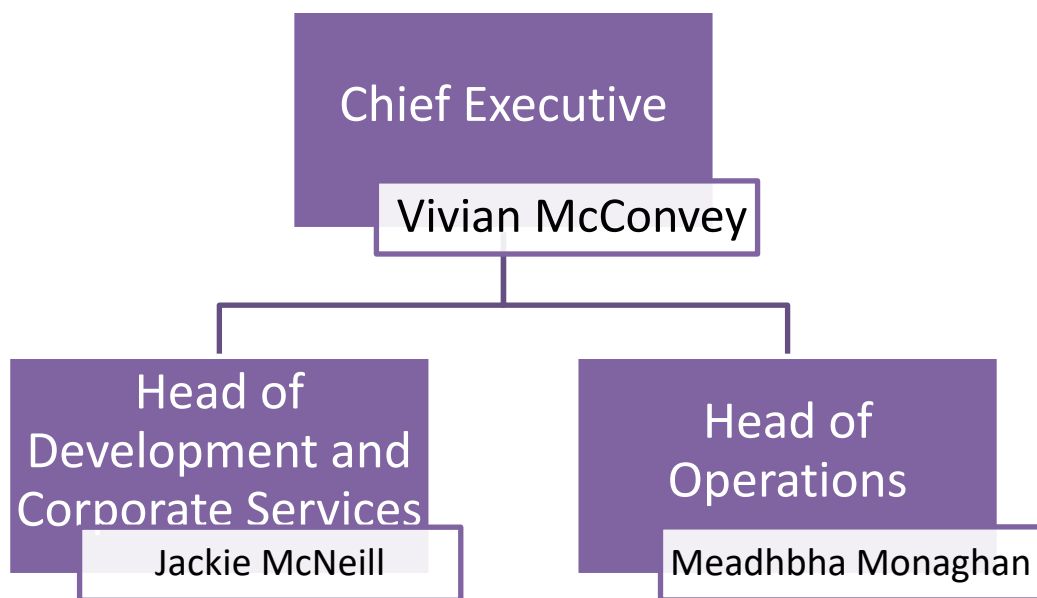 Chief Executive
Vivian McConvey
Head of
Development and
Corporate Services
Jackie McNeill
Head of
Operations
Meadhbha Monaghan